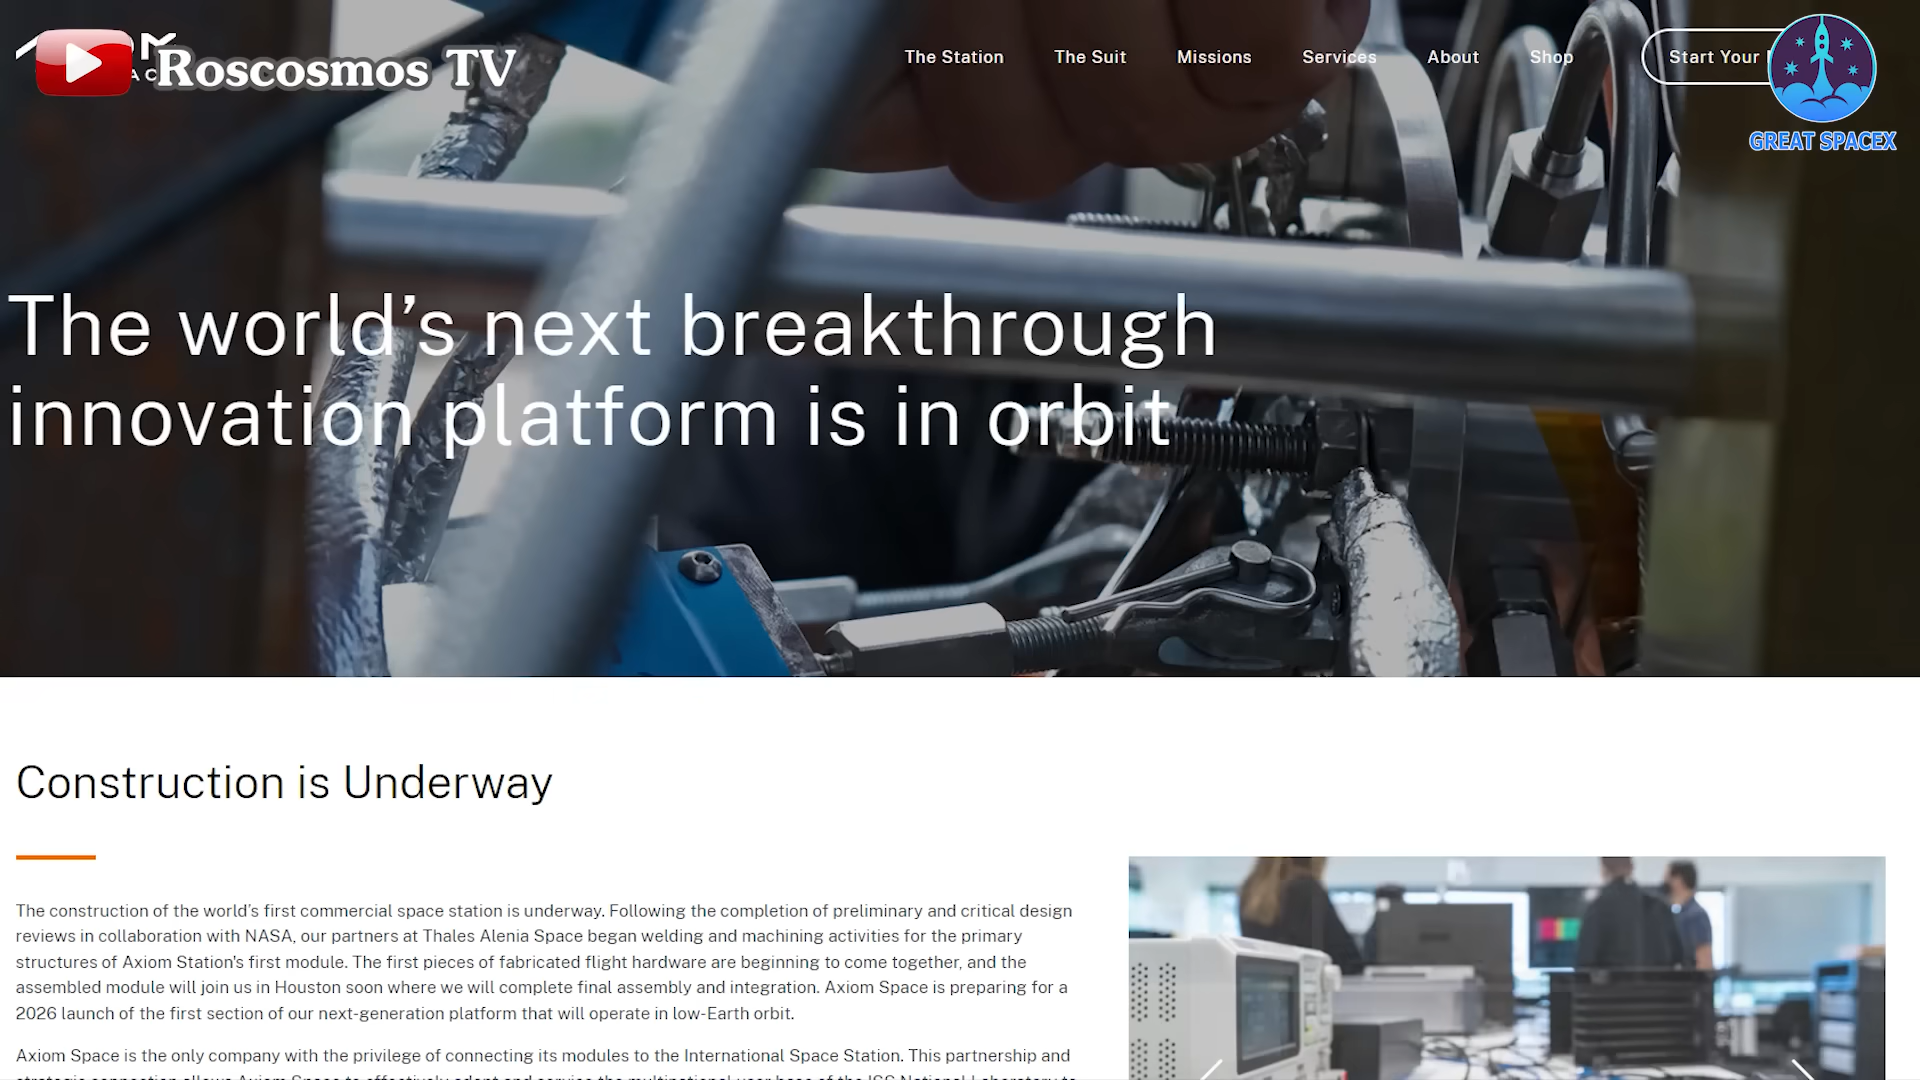 Roscosmos TV
The Station
The Suit
Missions
Services
About
Shop
Start Your
GREAT SPACEX
The world’s next breakthrough
innovation platform is in orbit
Construction is Underway
The construction of the world’s first commercial space station is underway. Following the completion of preliminary and critical design
reviews in collaboration with NASA, our partners at Thales Alenia Space began welding and machining activities for the primary
structures of Axiom Station's first module. The first pieces of fabricated flight hardware are beginning to come together, and the
assembled module will join us in Houston soon where we will complete final assembly and integration. Axiom Space is preparing for a
2026 launch of the first section of our next-generation platform that will operate in low-Earth orbit.
Axiom Space is the only company with the privilege of connecting its modules to the International Space Station. This partnership and